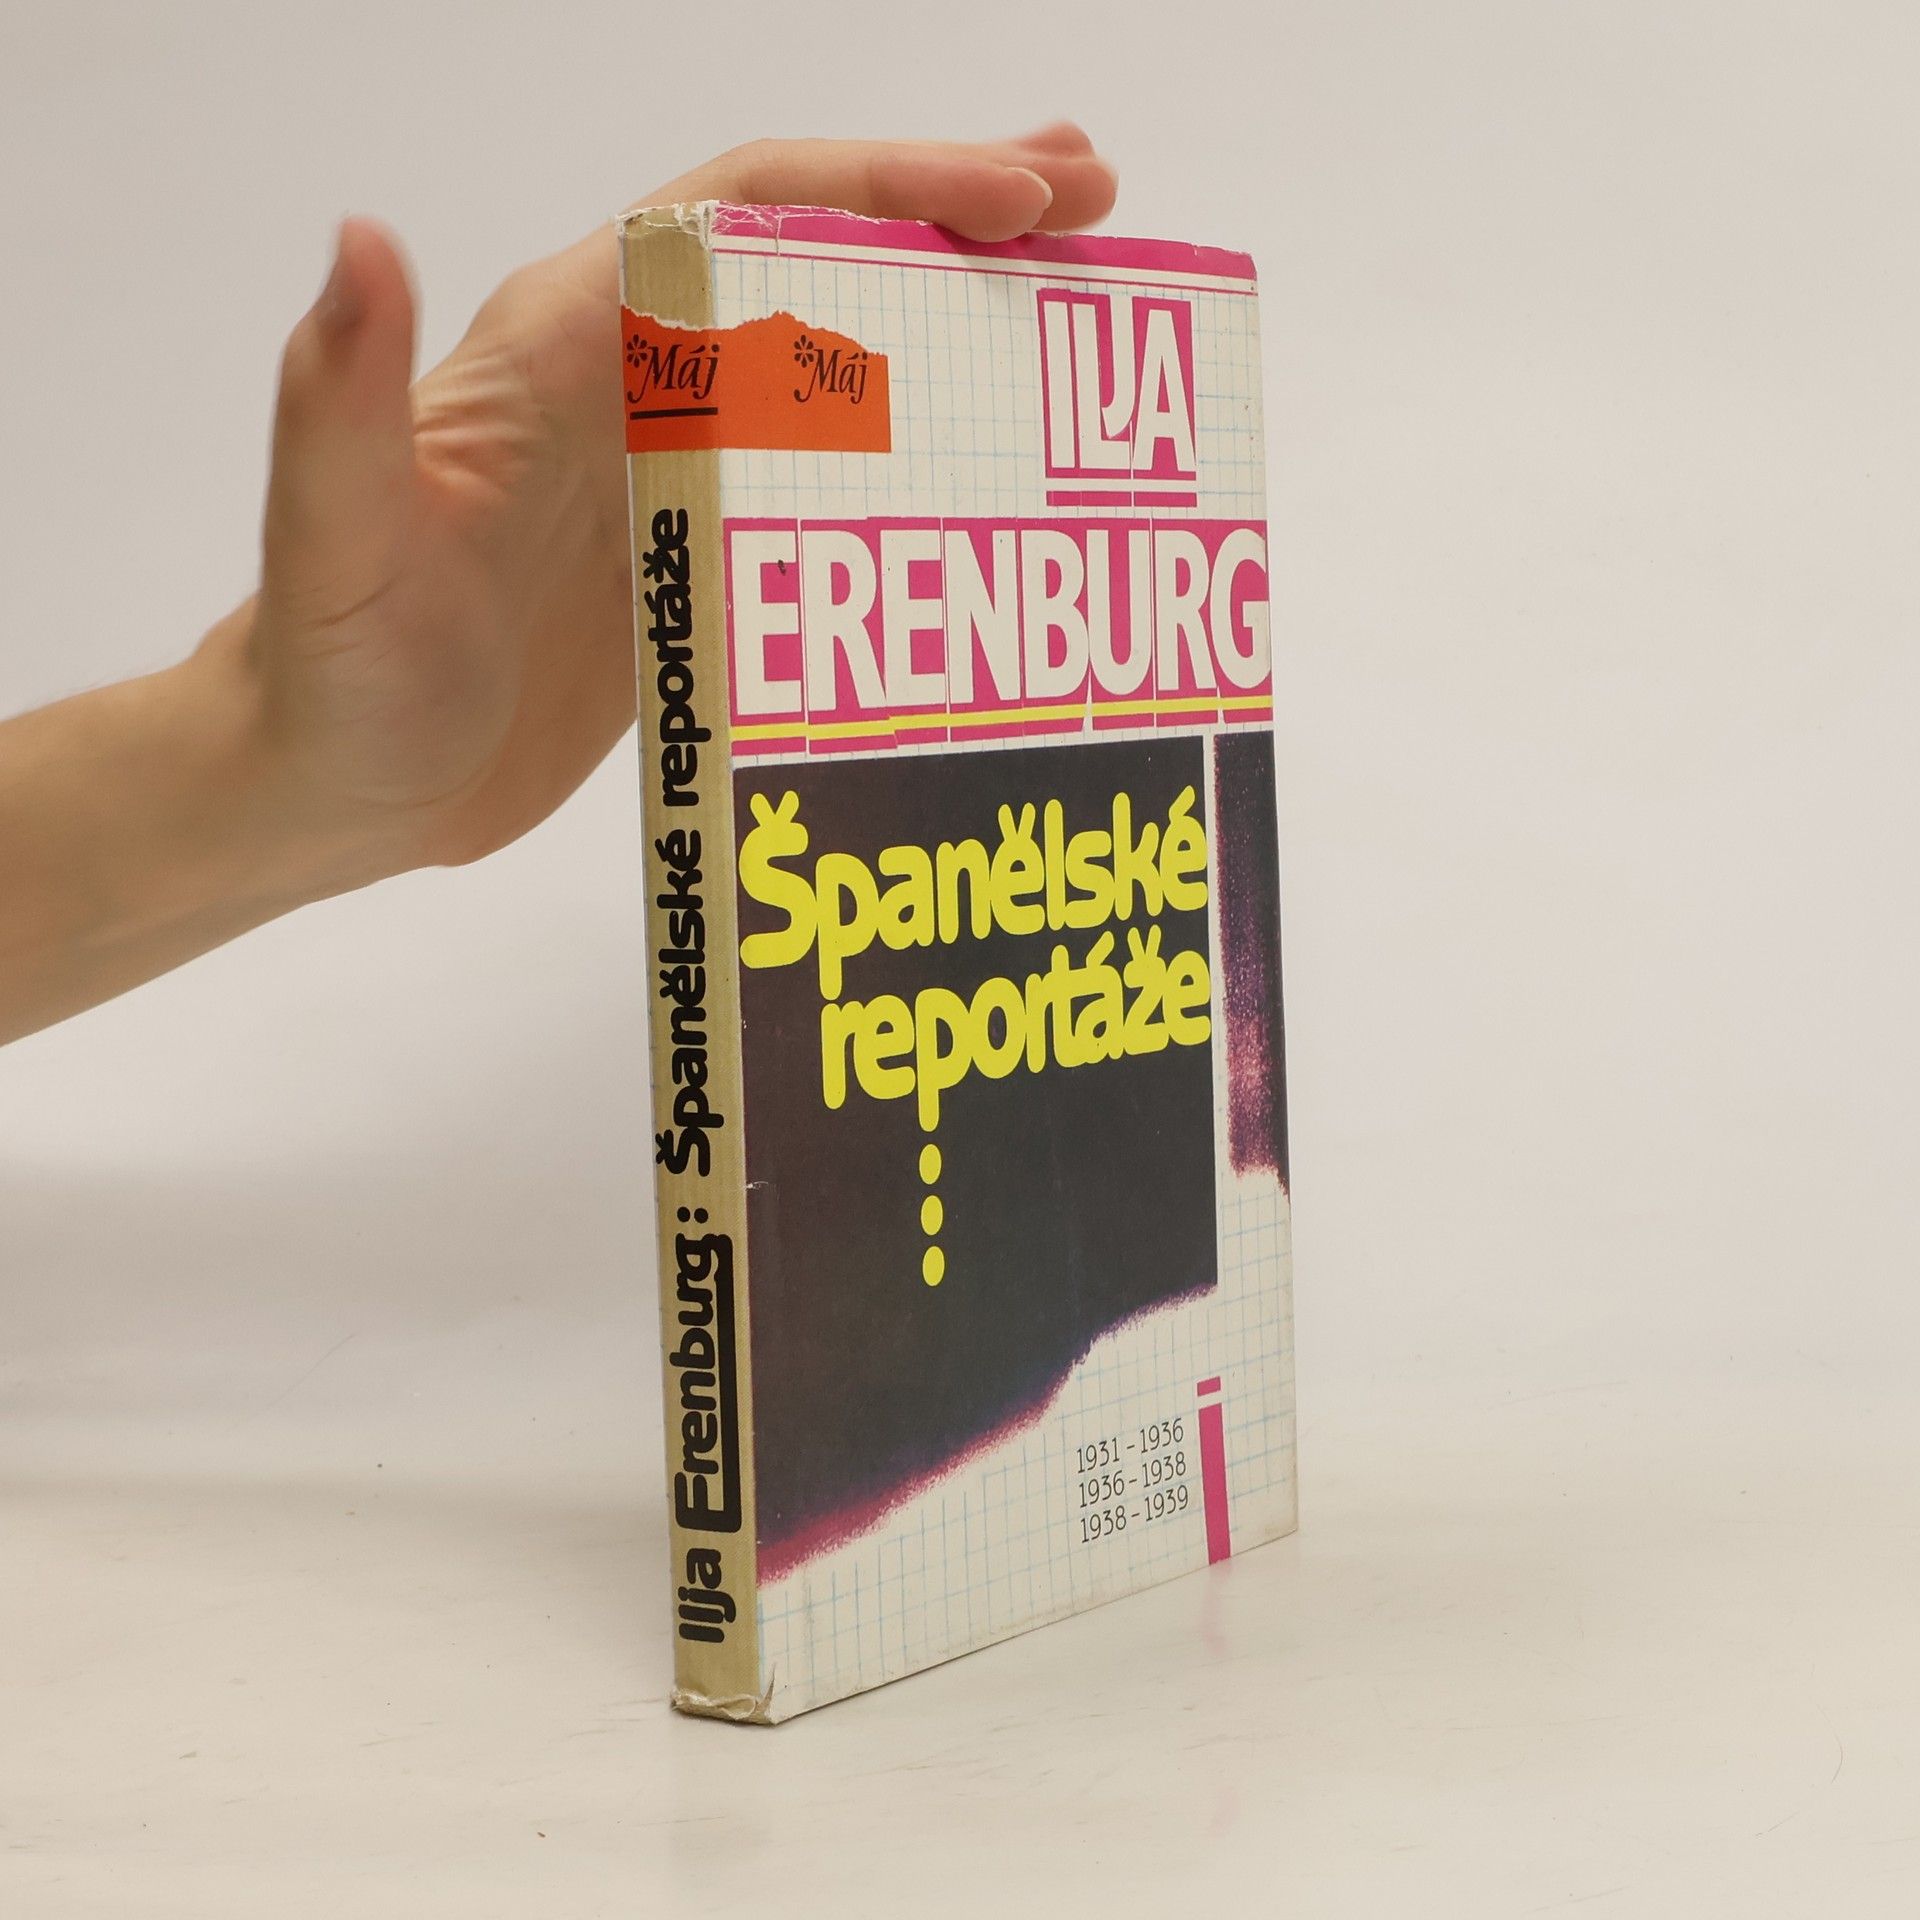 *Máj
*Máj
Ilja Erenburg: Španělské reportáže
ILJA
ERENBURG
Španělské
reportáže
1931-1936
1936-1938
1938-1939